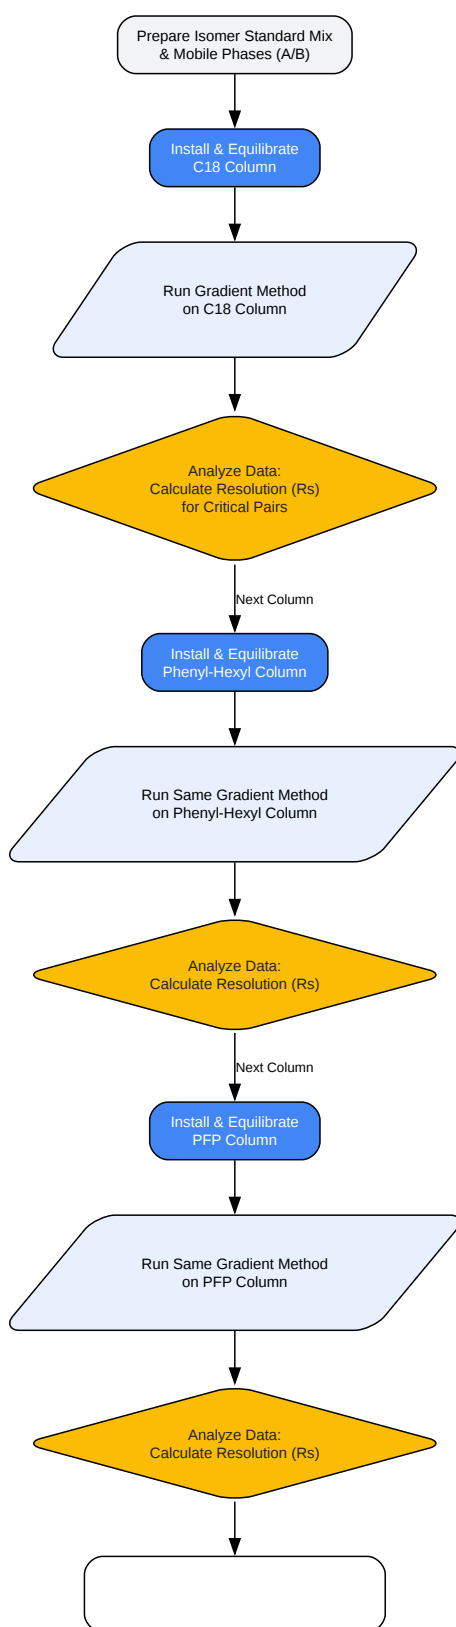 Prepare Isomer Standard Mix
& Mobile Phases (A/B)
Install & Equilibrate
C18 Column
Run Gradient Method
on C18 Column
Analyze Data:
Calculate Resolution (Rs)
for Critical Pairs
Next Column
Install & Equilibrate
Phenyl-Hexyl Column
Run Same Gradient Method
on Phenyl-Hexyl Column
Analyze Data:
Calculate Resolution (Rs)
Next Column
Install & Equilibrate
PFP Column
Run Same Gradient Method
on PFP Column
Analyze Data:
Calculate Resolution (Rs)